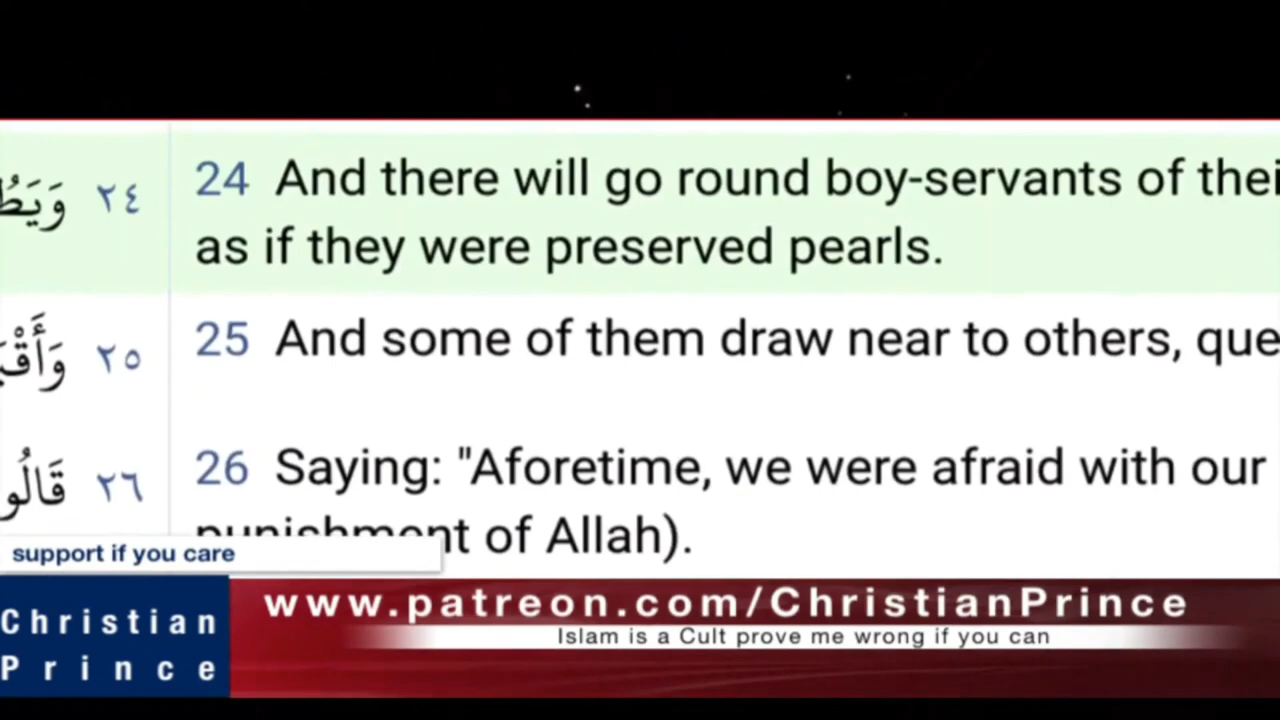 24 And there will go round boy-servants of thei
٢٤ وَيَطُ
as if they were preserved pearls.
25 And some of them draw near to others, que
٢٥ وَأَقْبَ
26 Saying: "Aforetime, we were afraid with our
٢٦ قَالُو
punishment of Allah).
support if you care
Christian
Prince
www.patreon.com/ChristianPrince
Islam is a Cult prove me wrong if you can